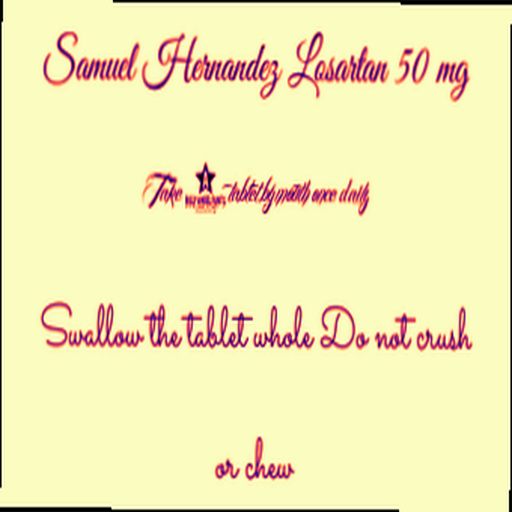 Samuel Hernandez Losartan 50 mg
Take tablet by mouth once daily
Swallow the tablet whole Do not crush
or chew